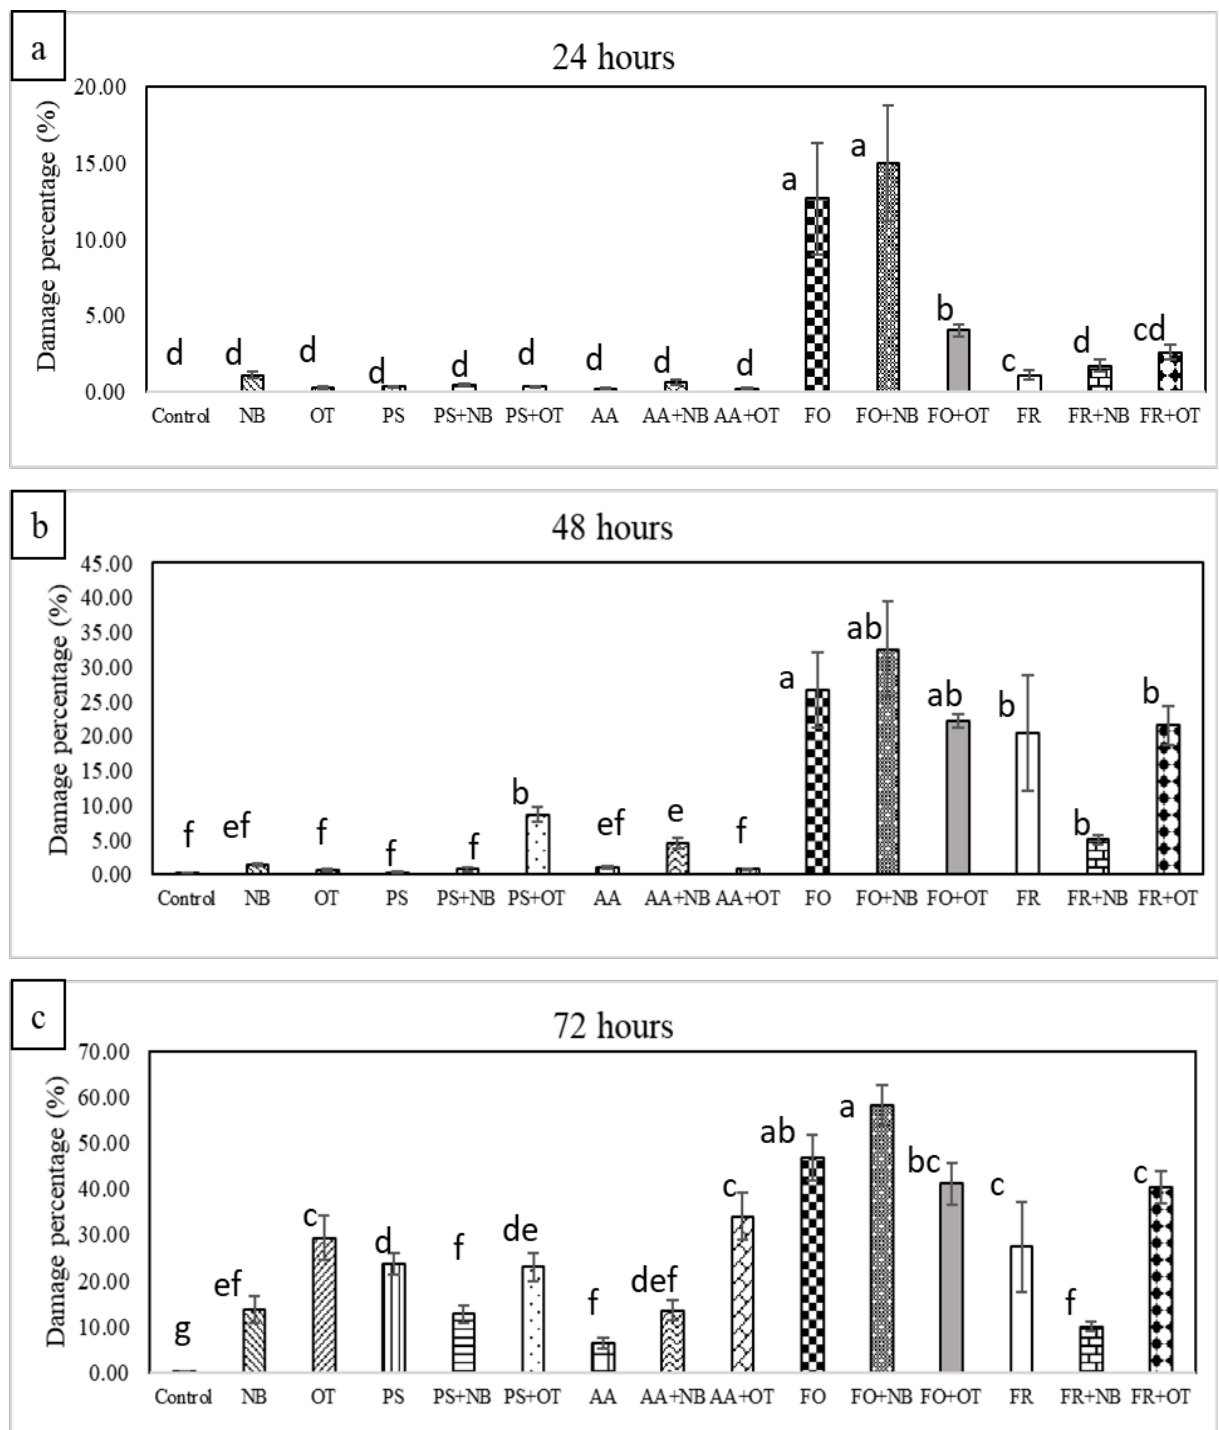 a
24 hours
Damage percentage (%)
20.00
15.00
10.00
5.00
0.00
d d d d d d d d d a a b c d cd
Control NB OT PS PS+NB PS+OT AA AA+NB AA+OT FO FO+NB FO+OT FR FR+NB FR+OT
b
48 hours
Damage percentage (%)
45.00
40.00
35.00
30.00
25.00
20.00
15.00
10.00
5.00
0.00
f ef f f f b ef e f a ab ab b b b
Control NB OT PS PS+NB PS+OT AA AA+NB AA+OT FO FO+NB FO+OT FR FR+NB FR+OT
c
72 hours
Damage percentage (%)
70.00
60.00
50.00
40.00
30.00
20.00
10.00
0.00
g ef c d f de f def c ab a bc c f c
Control NB OT PS PS+NB PS+OT AA AA+NB AA+OT FO FO+NB FO+OT FR FR+NB FR+OT